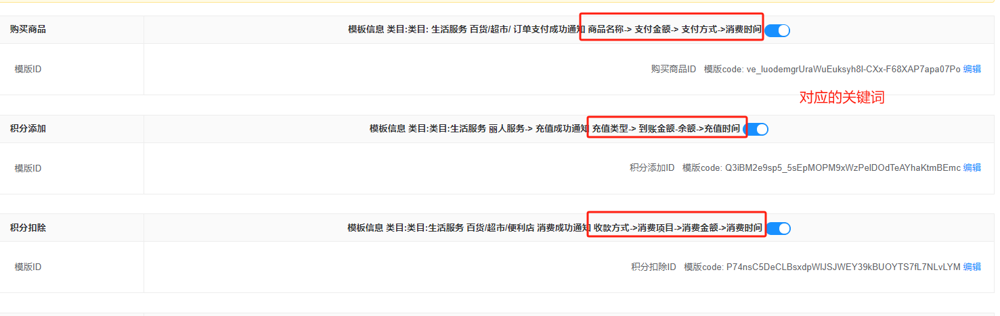 购买商品 模板信息 类目:类目: 生活服务 百货/超市/ 订单支付成功通知 商品名称-> 支付金额-> 支付方式->消费时间
模版ID 购买商品ID 模版code: ve_luodemgrUraWuEuksyh8I-CXx-F68XAP7apa07Po 编辑
对应的关键词
积分添加 模板信息 类目:类目:生活服务 丽人服务-> 充值成功通知 充值类型-> 到账金额-余额->充值时间
模版ID 积分添加ID 模版code: Q3iBM2e9sp5_5sEpMOPM9xWzPelDOdTeAYhaKtmBEmc 编辑
积分扣除 模板信息 类目:类目:生活服务 百货/超市/便利店 消费成功通知 收款方式->消费项目->消费金额->消费时间
模版ID 积分扣除ID 模版code: P74nsC5DeCLBsxdpWlJSJWEY39kBUOYTS7fL7NLvLYM 编辑